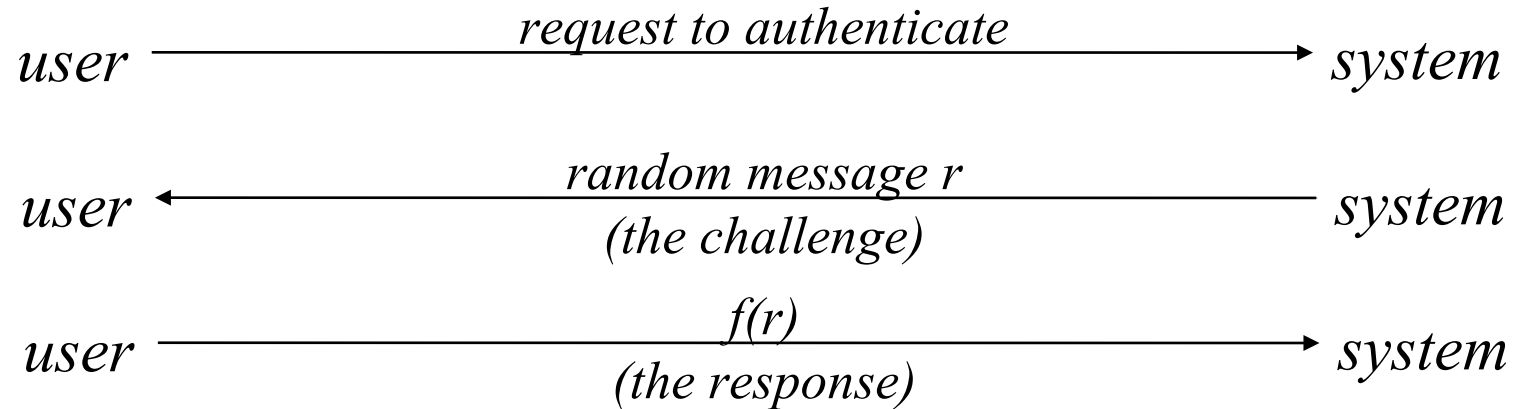 request to authenticate
user system
random message r
user system
(the challenge)
f(r)
user system
(the response)